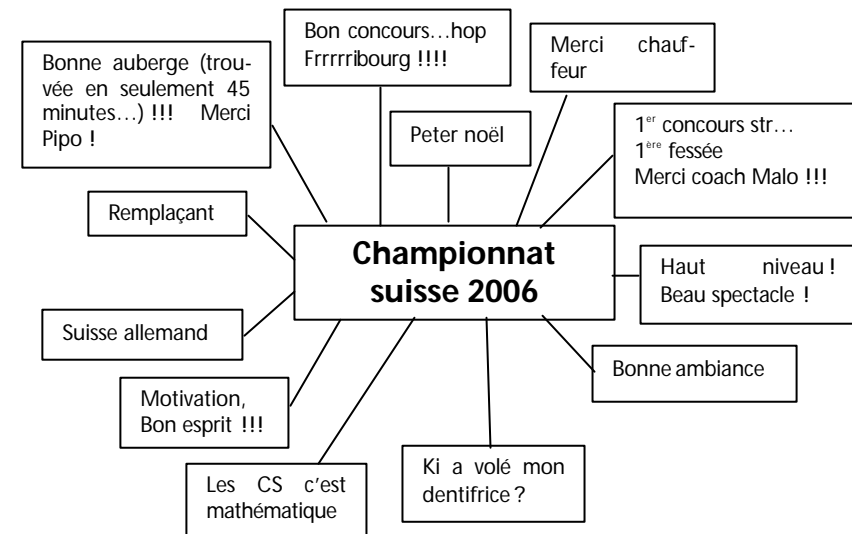 Bon concours…hop
Frrrrribourg !!!!
Merci chauf-
feur
Bonne auberge (trou-
vée en seulement 45
minutes…) !!! Merci
Pipo !
Peter noël
1er concours str…
1ère fessée
Merci coach Malo !!!
Remplaçant
Championnat
suisse 2006
Haut niveau !
Beau spectacle !
Suisse allemand
Bonne ambiance
Motivation,
Bon esprit !!!
Ki a volé mon
dentifrice ?
Les CS c’est
mathématique